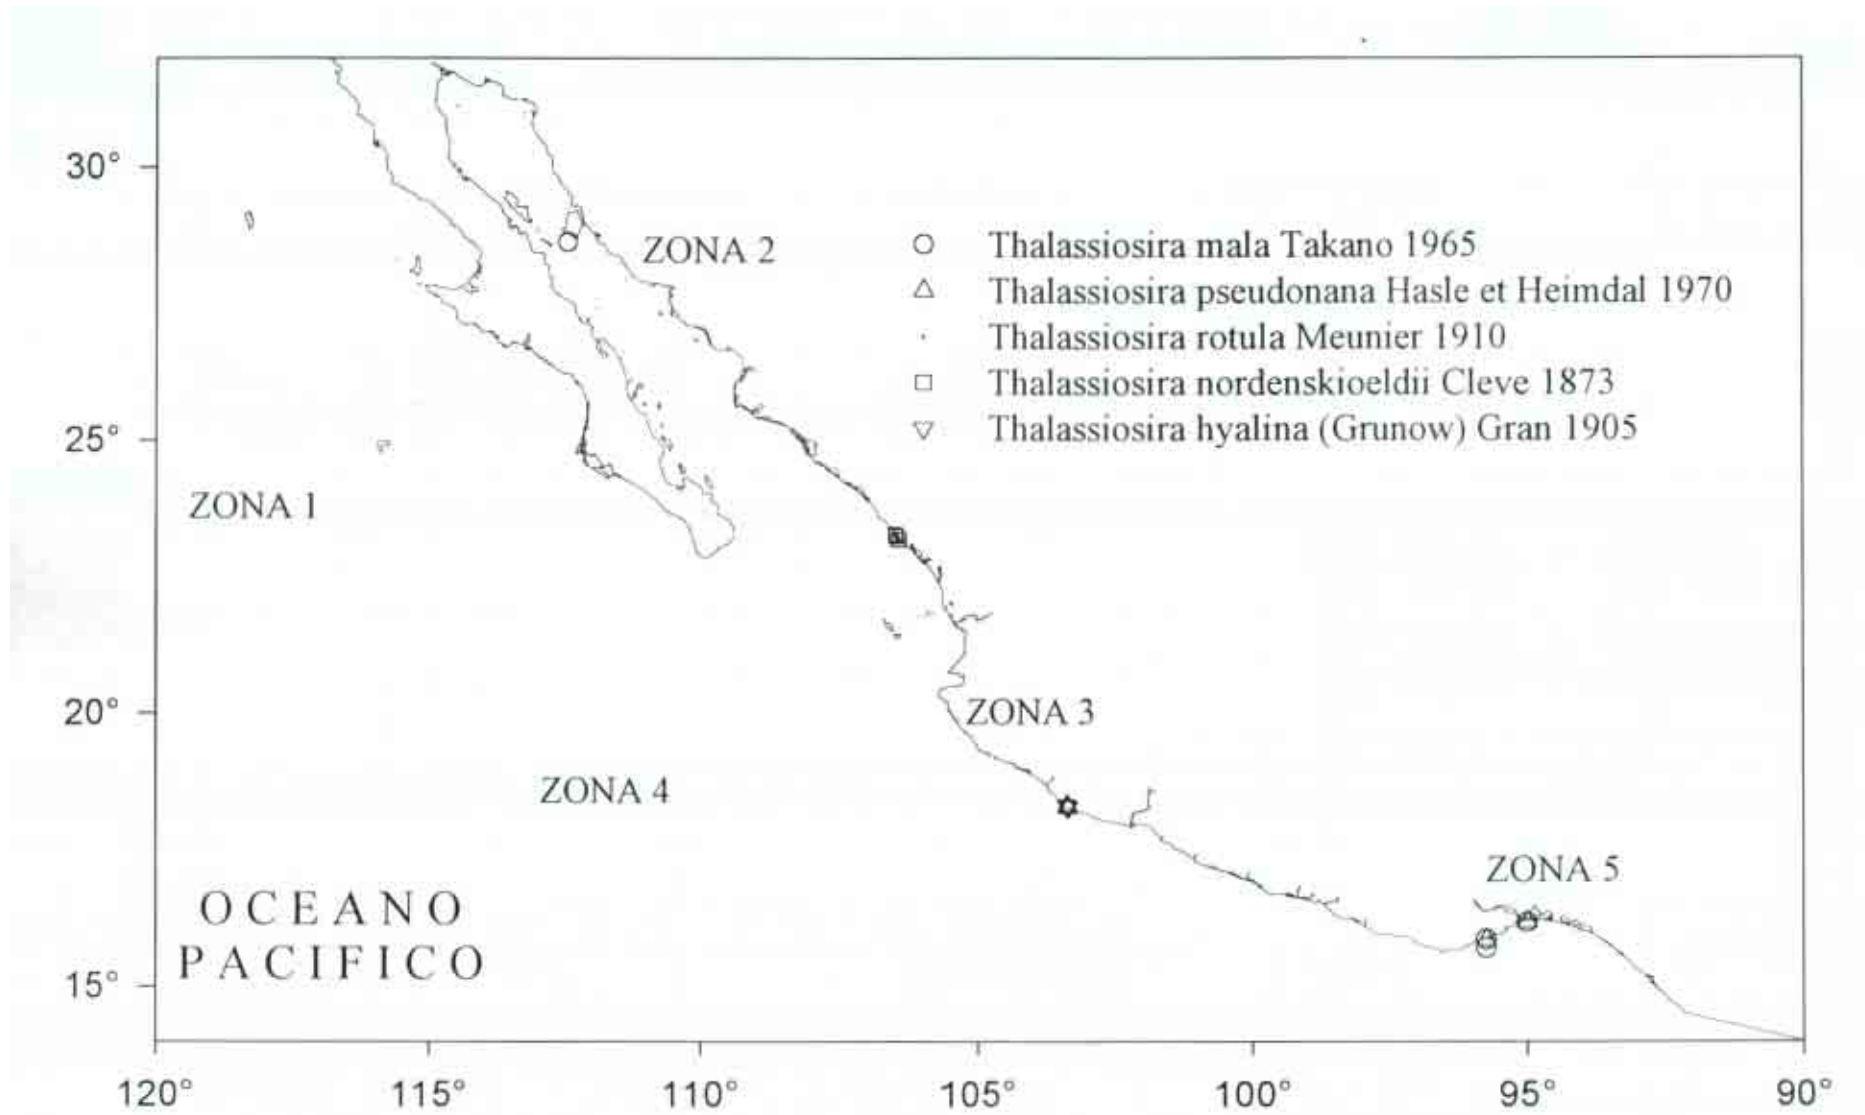 30°
ZONA 2
Thalassiosira mala Takano 1965
Thalassiosira pseudonana Hasle et Heimdal 1970
Thalassiosira rotula Meunier 1910
Thalassiosira nordenskioeldii Cleve 1873
Thalassiosira hyalina (Grunow) Gran 1905
25°
ZONA 1
20°
ZONA 3
ZONA 4
ZONA 5
OCEANO
PACIFICO
15°
120° 115° 110° 105° 100° 95° 90°